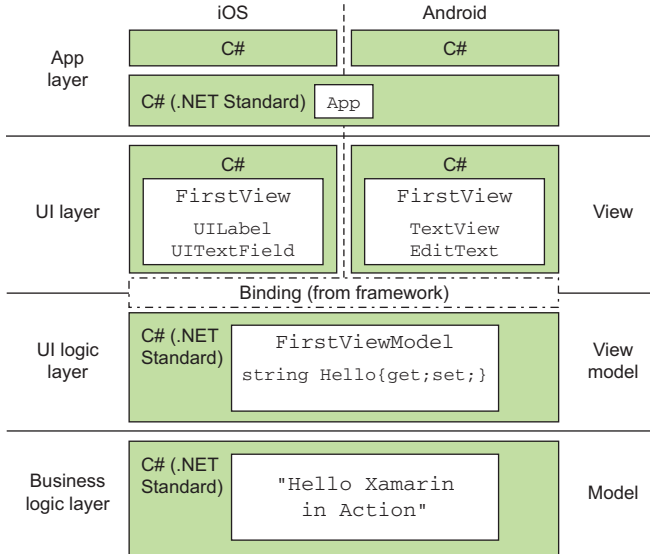 iOS
Android
App
layer
C#
C#
C# (.NET Standard)
App
UI layer
C#
FirstView
UILabel
UITextField
C#
FirstView
TextView
EditText
View
Binding (from framework)
UI logic
layer
C# (.NET
Standard)
FirstViewModel
string Hello{get;set;}
View
model
Business
logic layer
C# (.NET
Standard)
"Hello Xamarin
in Action"
Model